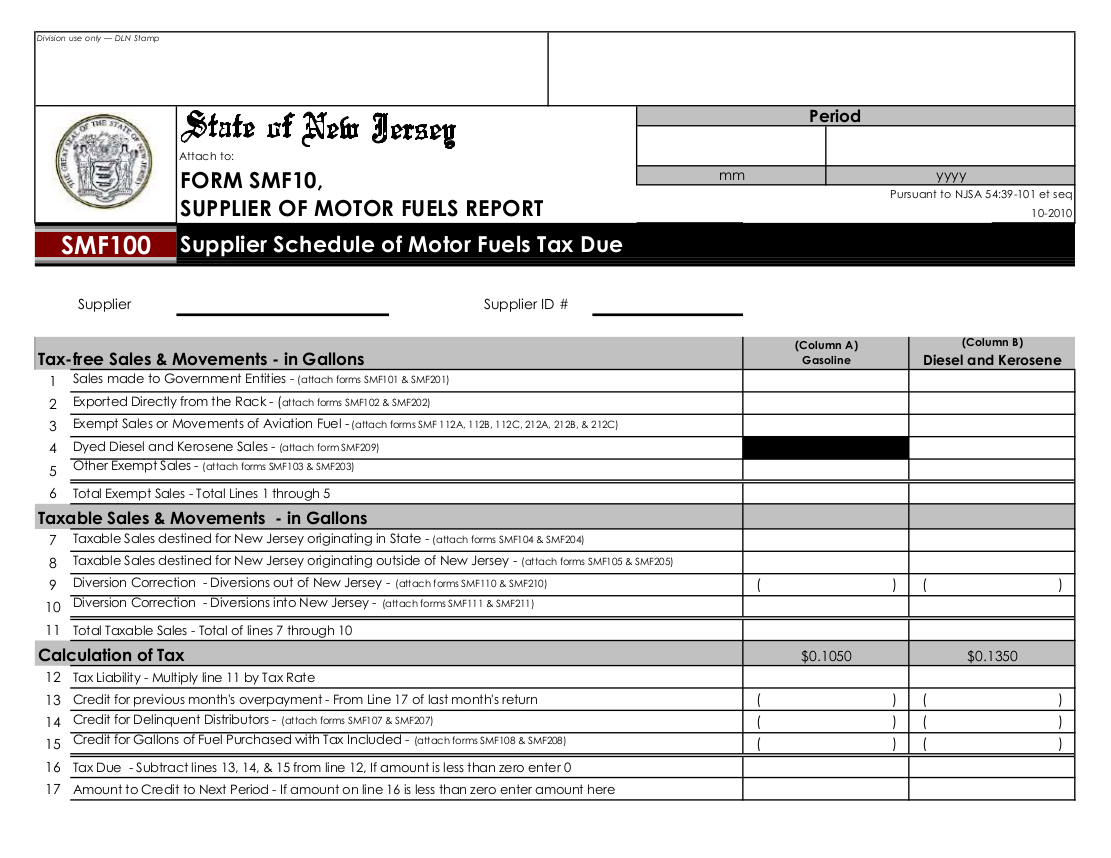 Division use only — DLN Stamp
State of New Jersey
Attach to:
FORM SMF10,
SUPPLIER OF MOTOR FUELS REPORT
Period
mm yyyy
Pursuant to NJSA 54:39-101 et seq
10-2010
SMF100 Supplier Schedule of Motor Fuels Tax Due
Supplier Supplier ID #
Tax-free Sales & Movements - in Gallons (Column A) Gasoline (Column B) Diesel and Kerosene
1 Sales made to Government Entities - (attach forms SMF101 & SMF201)
2 Exported Directly from the Rack - (attach forms SMF102 & SMF202)
3 Exempt Sales or Movements of Aviation Fuel - (attach forms SMF 112A, 112B, 112C, 212A, 212B, & 212C)
4 Dyed Diesel and Kerosene Sales - (attach form SMF209)
5 Other Exempt Sales - (attach forms SMF103 & SMF203)
6 Total Exempt Sales - Total Lines 1 through 5
Taxable Sales & Movements - in Gallons
7 Taxable Sales destined for New Jersey originating in State - (attach forms SMF104 & SMF204)
8 Taxable Sales destined for New Jersey originating outside of New Jersey - (attach forms SMF105 & SMF205)
9 Diversion Correction - Diversions out of New Jersey - (attach forms SMF110 & SMF210) ( ) ( )
10 Diversion Correction - Diversions into New Jersey - (attach forms SMF111 & SMF211)
11 Total Taxable Sales - Total of lines 7 through 10
Calculation of Tax $0.1050 $0.1350
12 Tax Liability - Multiply line 11 by Tax Rate
13 Credit for previous month's overpayment - From Line 17 of last month's return ( ) ( )
14 Credit for Delinquent Distributors - (attach forms SMF107 & SMF207) ( ) ( )
15 Credit for Gallons of Fuel Purchased with Tax Included - (attach forms SMF108 & SMF208) ( ) ( )
16 Tax Due - Subtract lines 13, 14, & 15 from line 12, If amount is less than zero enter 0
17 Amount to Credit to Next Period - If amount on line 16 is less than zero enter amount here